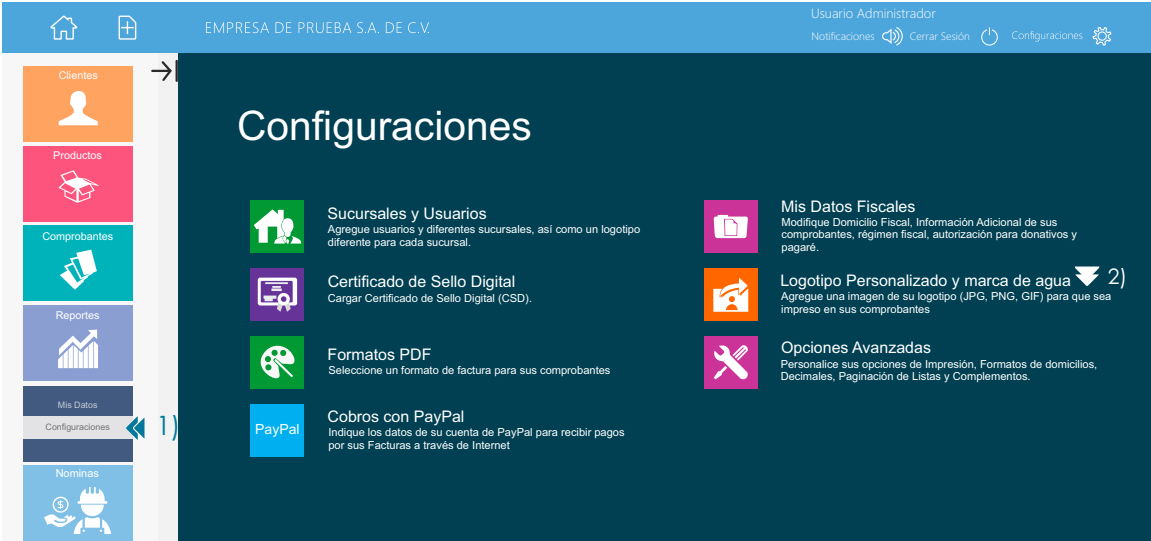 EMPRESA DE PRUEBA S.A. DE C.V.
Usuario Administrador
Notificaciones
Cerrar Sesión
Configuraciones
Clientes
Productos
Comprobantes
Reportes
Mis Datos
Configuraciones
1)
Nominas
Configuraciones
Sucursales y Usuarios
Agregue usuarios y diferentes sucursales, así como un logotipo
diferente para cada sucursal.
Certificado de Sello Digital
Cargar Certificado de Sello Digital (CSD).
Formatos PDF
Seleccione un formato de factura para sus comprobantes
PayPal
Cobros con PayPal
Indique los datos de su cuenta de PayPal para recibir pagos
por sus Facturas a través de Internet
Mis Datos Fiscales
Modifique Domicilio Fiscal, Información Adicional de sus
comprobantes, régimen fiscal, autorización para donativos y
pagaré.
Logotipo Personalizado y marca de agua
2)
Agregue una imagen de su logotipo (JPG, PNG, GIF) para que sea
impreso en sus comprobantes
Opciones Avanzadas
Personalice sus opciones de Impresión, Formatos de domicilios,
Decimales, Paginación de Listas y Complementos.